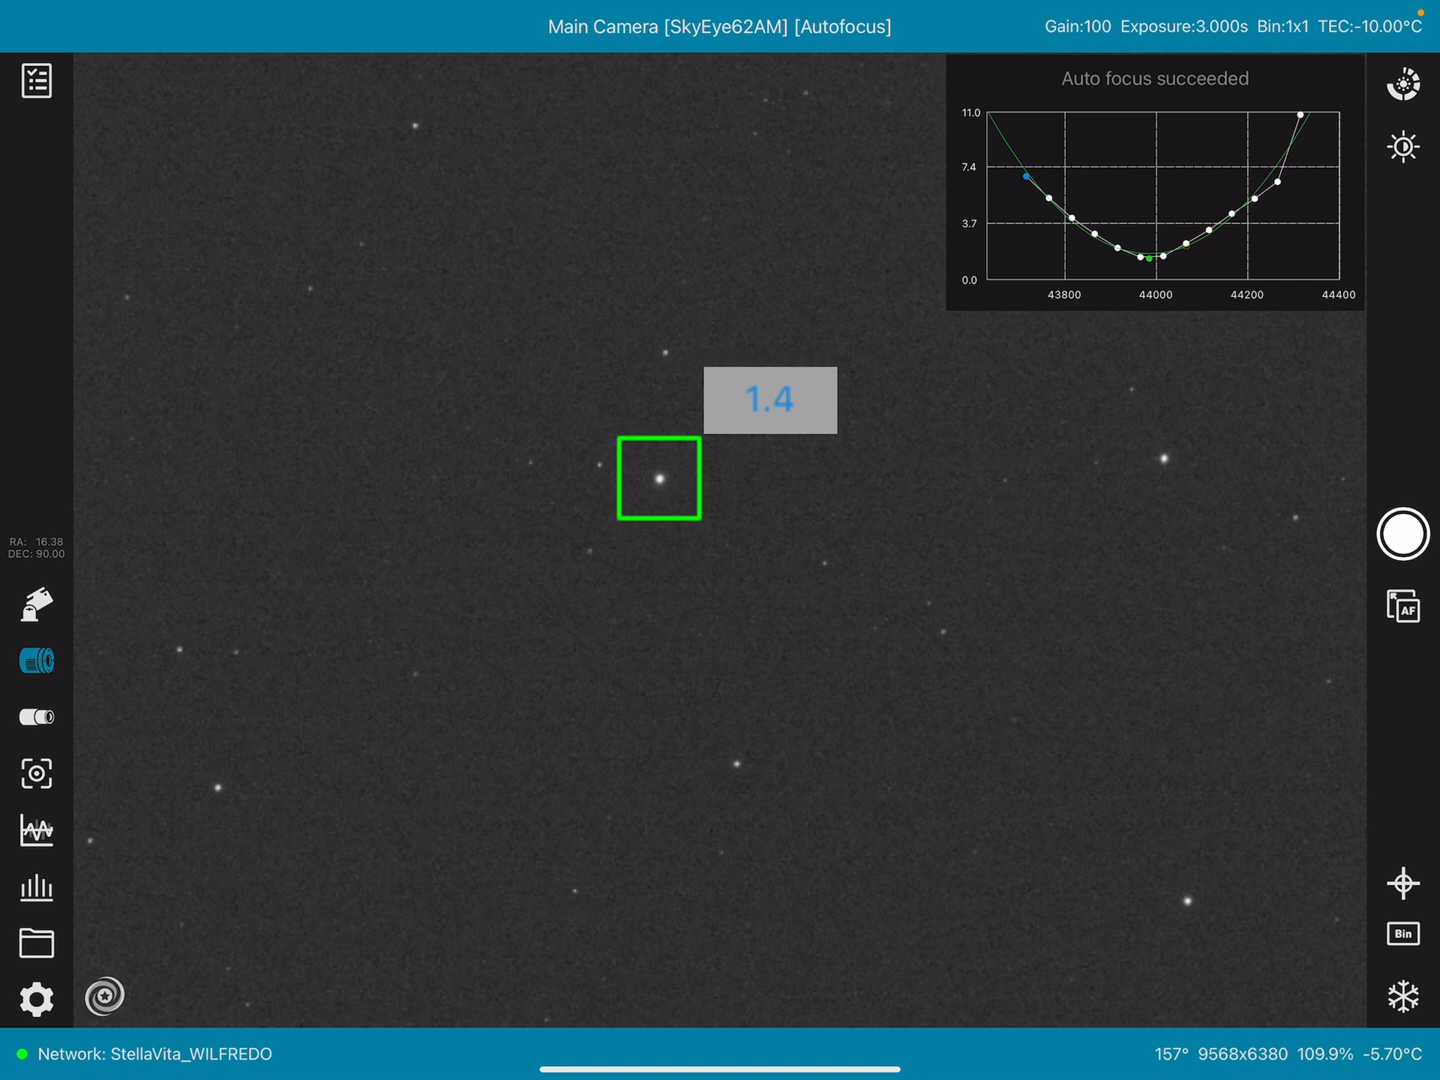 Main Camera [SkyEye62AM] [Autofocus]
Gain:100 Exposure:3.000s Bin:1x1 TEC:-10.00°C
Auto focus succeeded
11.0
7.4
3.7
0.0
43800 44000 44200 44400
1.4
RA: 16.38
DEC: 90.00
AF
Bin
Network: StellaVita_WILFREDO
157° 9568x6380 109.9% -5.70°C